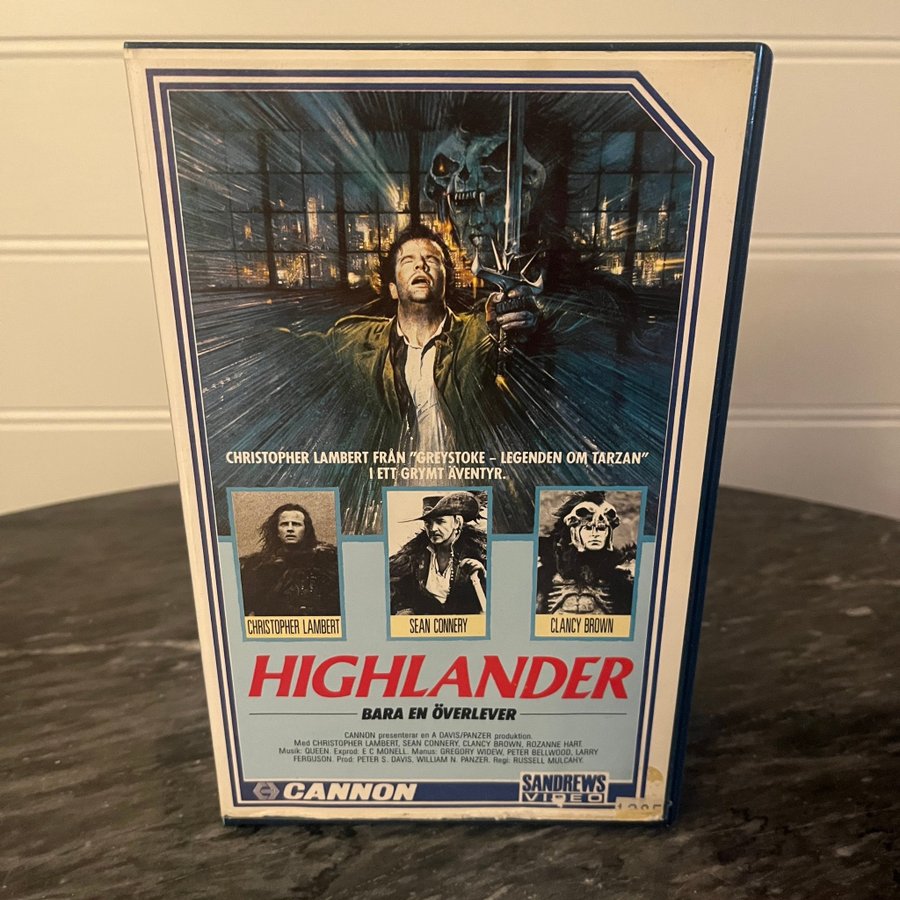 CHRISTOPHER LAMBERT FRÅN "GREYSTOKE – LEGENDEN OM TARZAN"
I ETT GRYMT ÄVENTYR.
CHRISTOPHER LAMBERT
SEAN CONNERY
CLANCY BROWN
HIGHLANDER
BARA EN ÖVERLEVER
CANNON presenterar en A DAVIS/PANZER produktion.
Med CHRISTOPHER LAMBERT, SEAN CONNERY, CLANCY BROWN, ROZANNE HART.
Musik: QUEEN. Exprod: E C MONELL. Manus: GREGORY WIDEW, PETER BELLWOOD, LARRY
FERGUSON. Prod: PETER S. DAVIS, WILLIAM N. PANZER. Regi: RUSSELL MULCAHY.
CANNON
SANDREWS
VIDEO